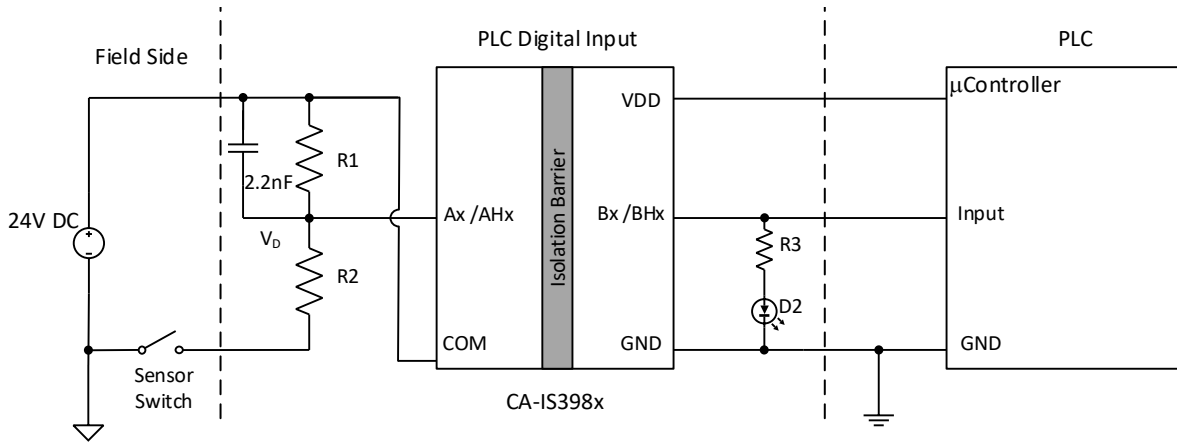 PLC Digital Input
PLC
Field Side
µController
VDD
R1
2.2nF
Isolation Barrier
24V DC
+
-
Ax /AHx
Bx /BHx
Input
VD
R3
R2
D2
COM
GND
GND
Sensor
Switch
CA-IS398x